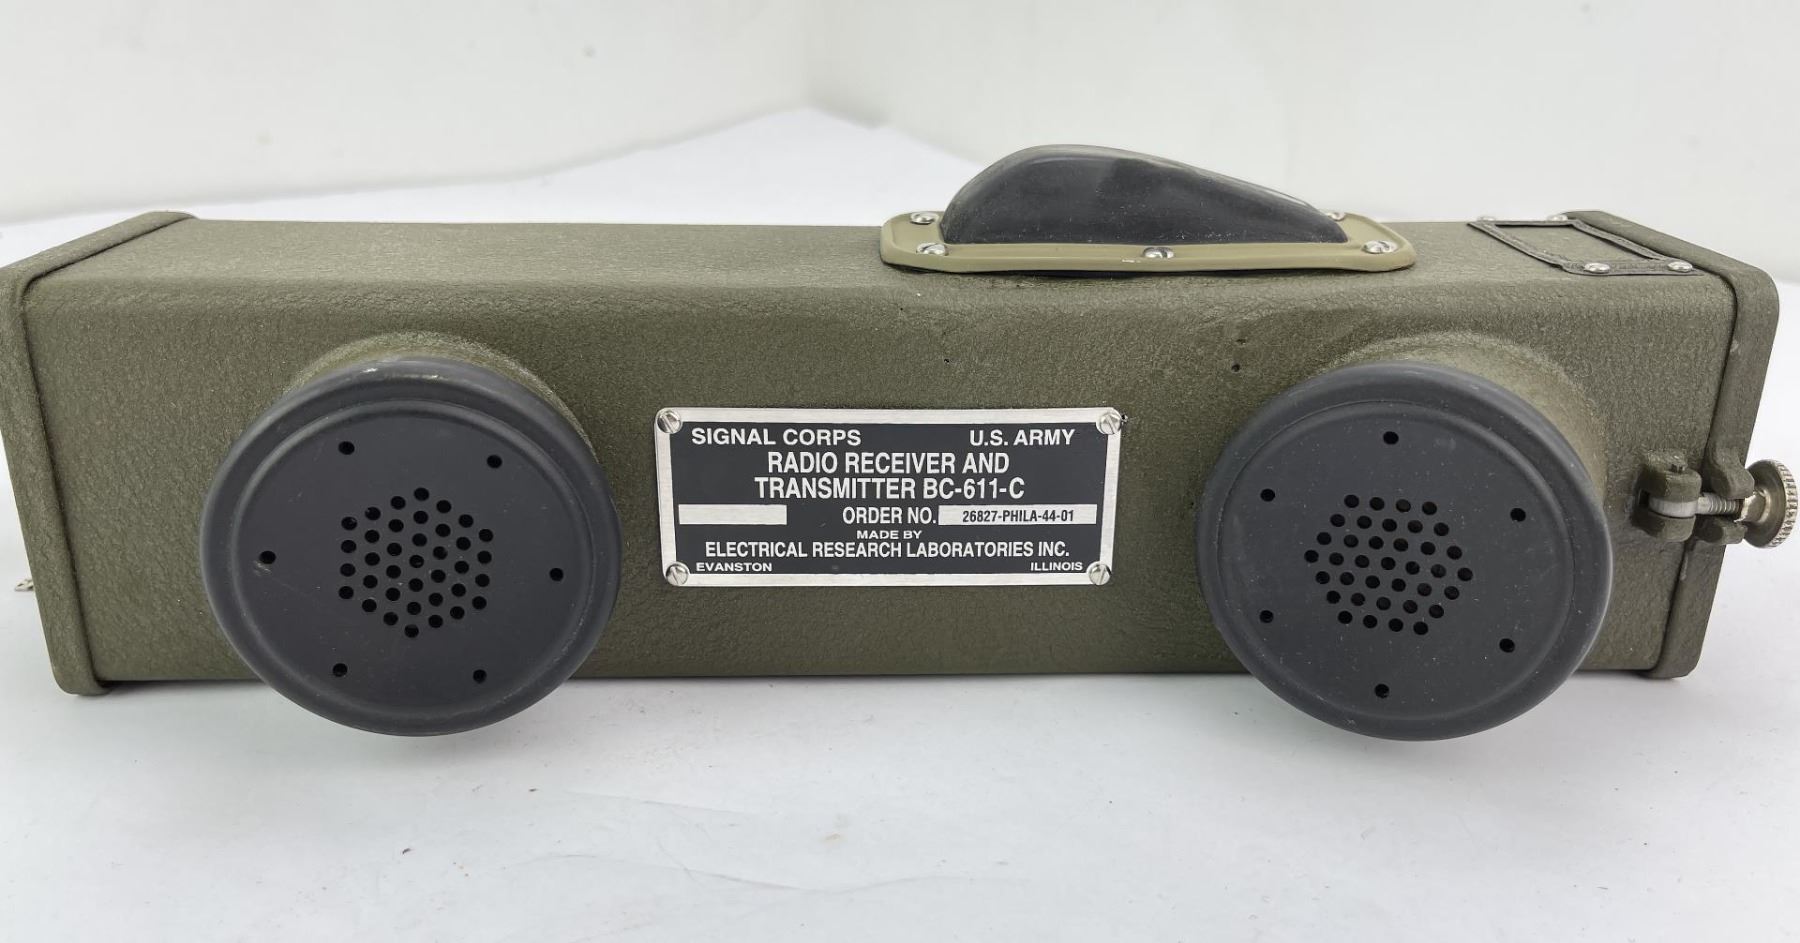 SIGNAL CORPS U.S. ARMY
RADIO RECEIVER AND
TRANSMITTER BC-611-C
ORDER NO. 26827-PHILA-44-01
MADE BY
ELECTRICAL RESEARCH LABORATORIES INC.
EVANSTON ILLINOIS